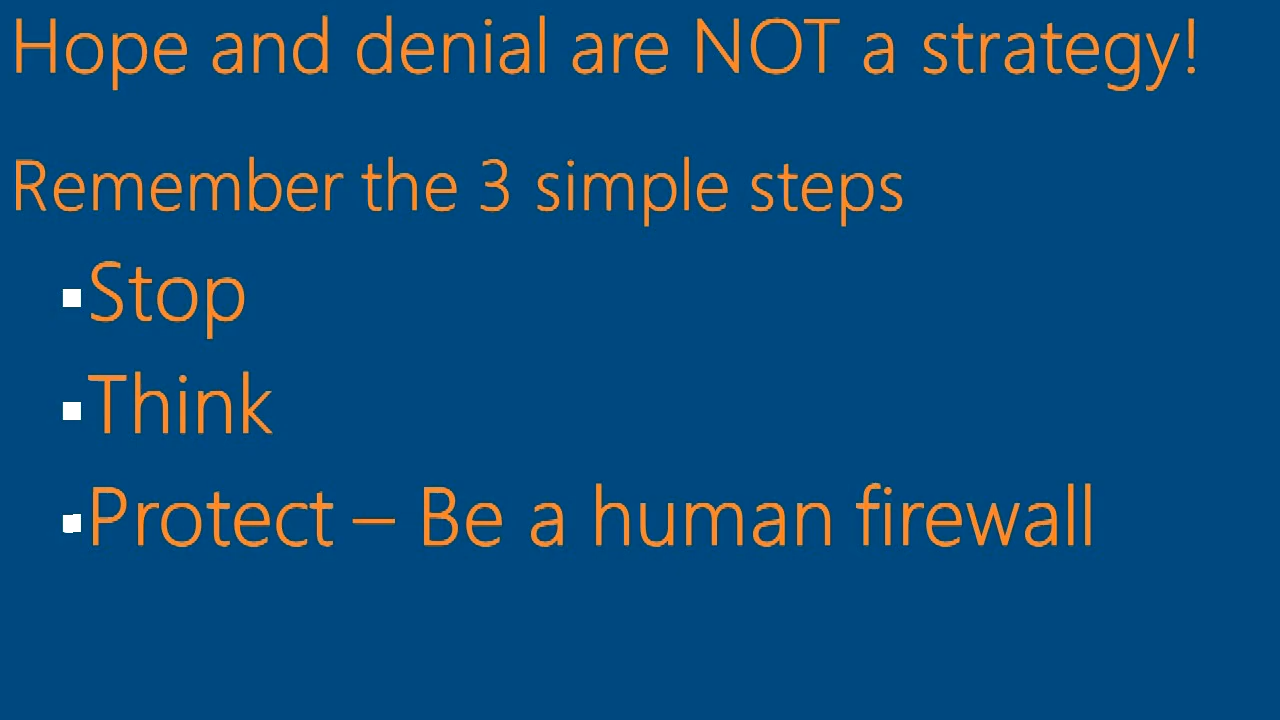 Hope and denial are NOT a strategy!
Remember the 3 simple steps
▪Stop
▪Think
▪Protect – Be a human firewall